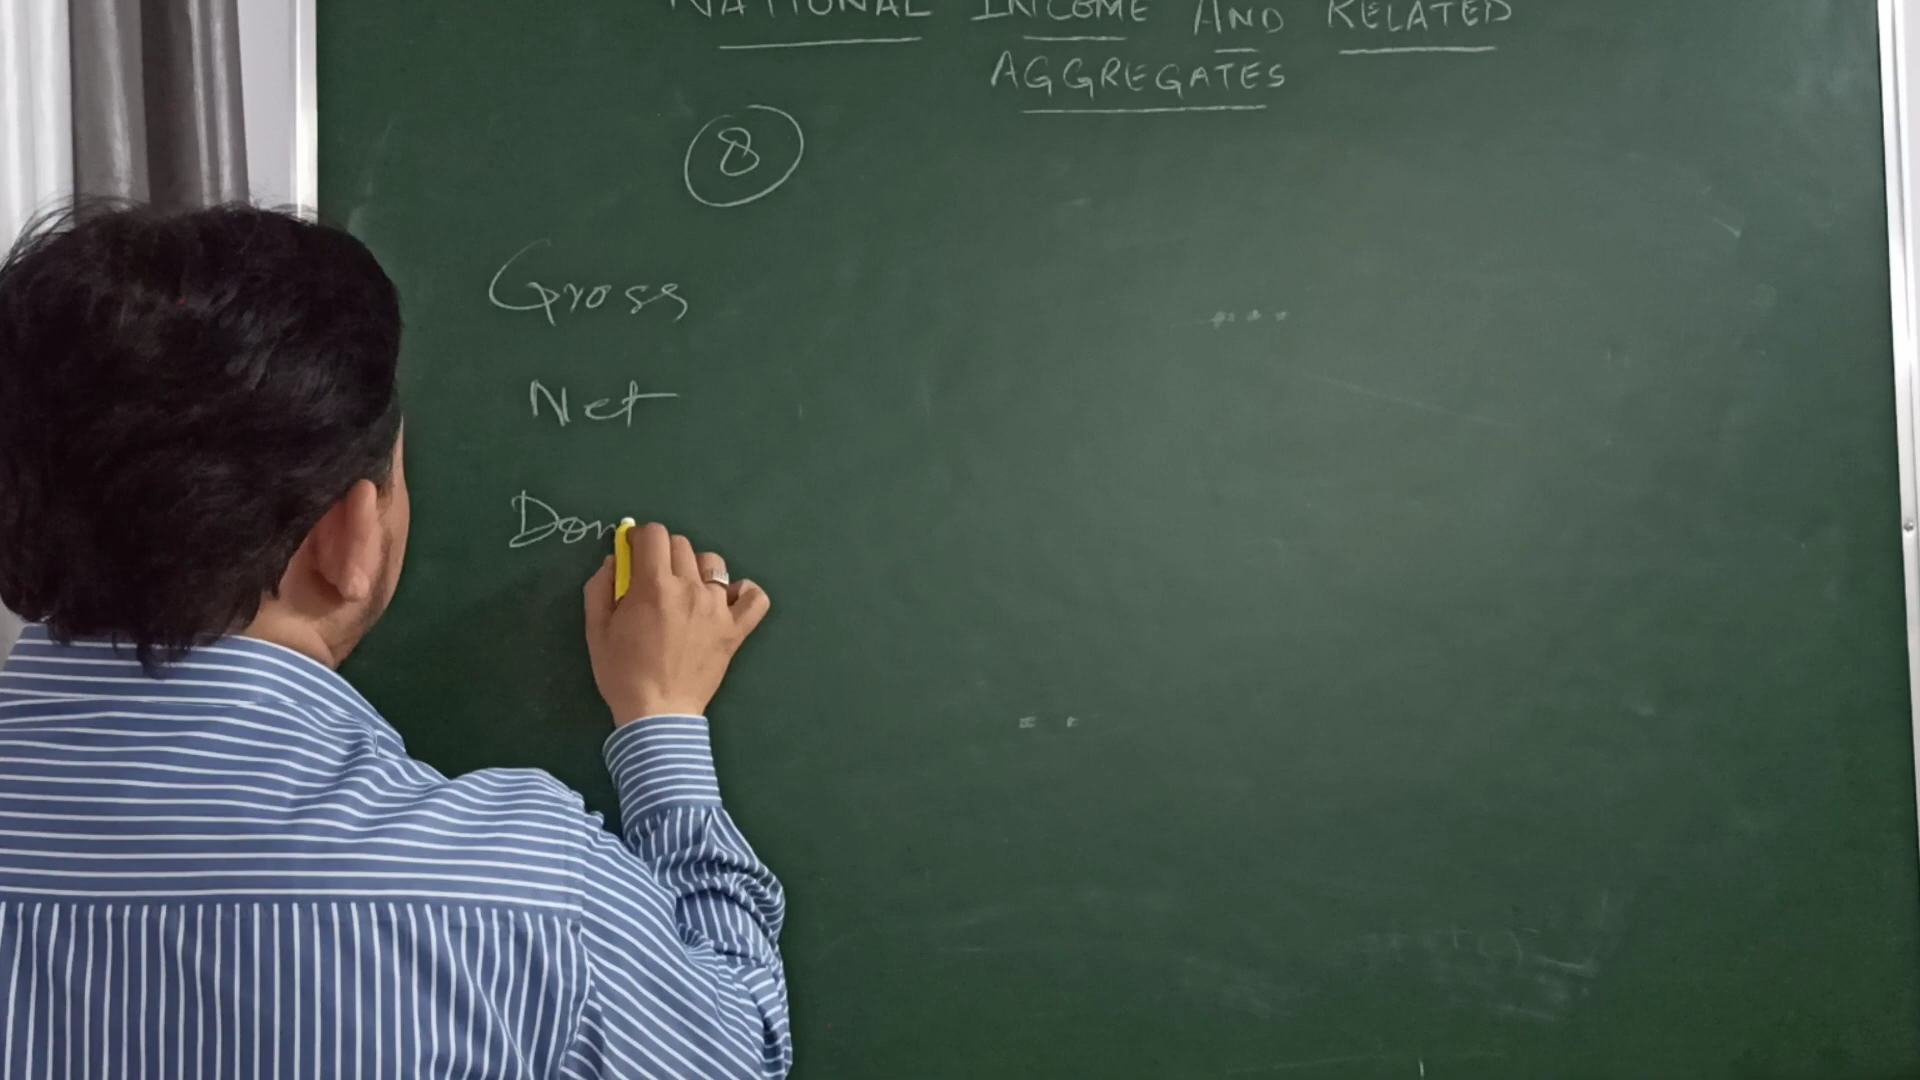 NATIONAL INCOME AND RELATED
AGGREGATES
8
Gross
Net
Dom